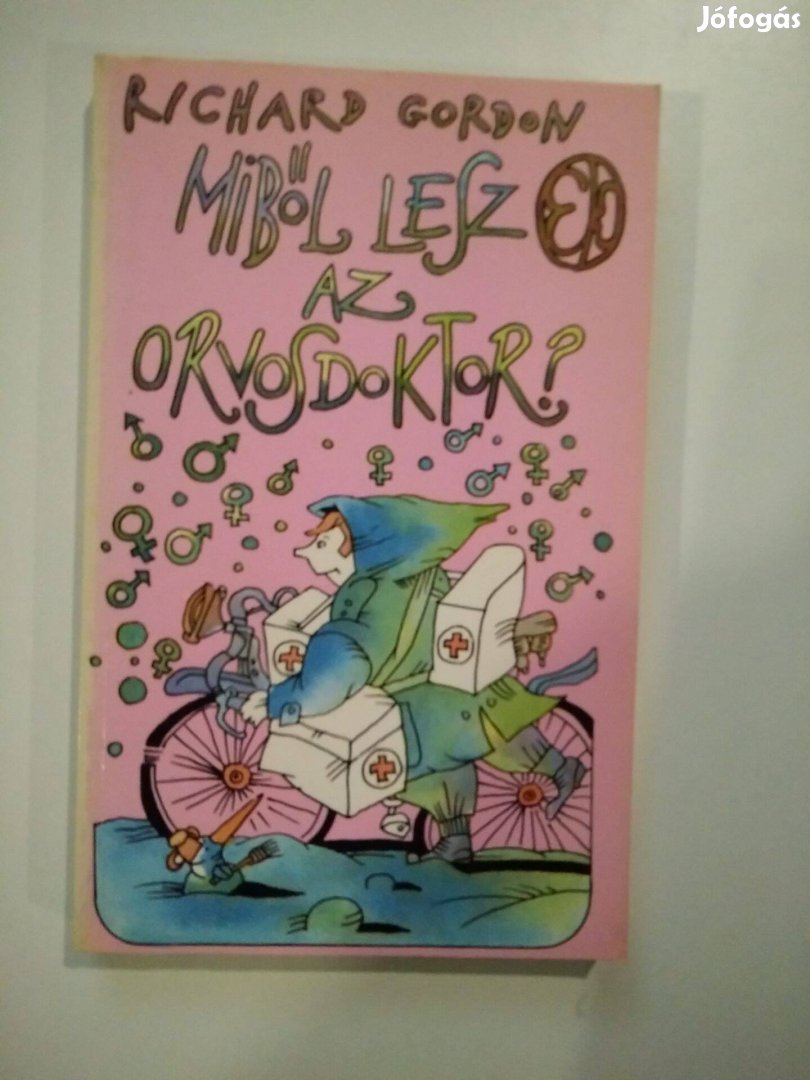 Jófogás
RICHARD GORDON
MiBŐL LESZ
AZ
ORVOSDOKTOR?